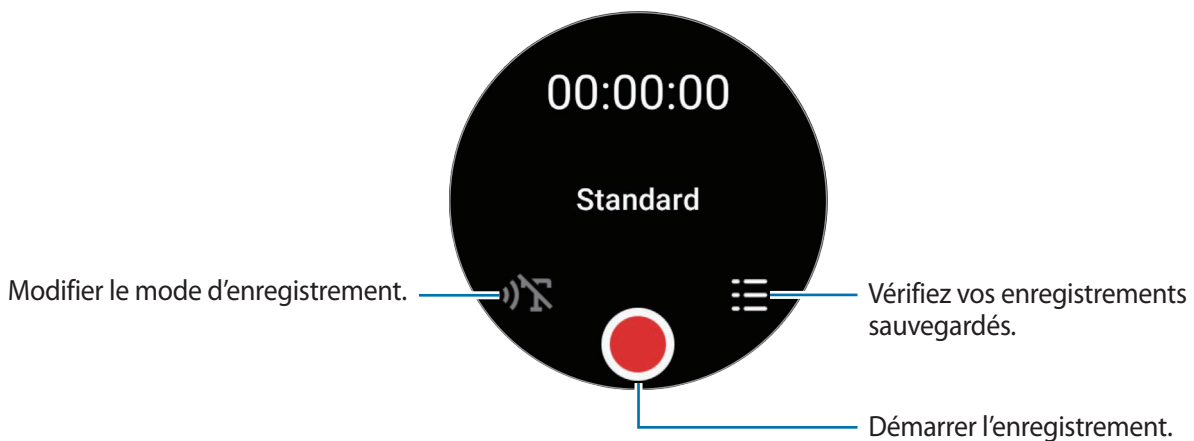 00:00:00
Standard
Modifier le mode d’enregistrement.
Vérifiez vos enregistrements
sauvegardés.
Démarrer l’enregistrement.